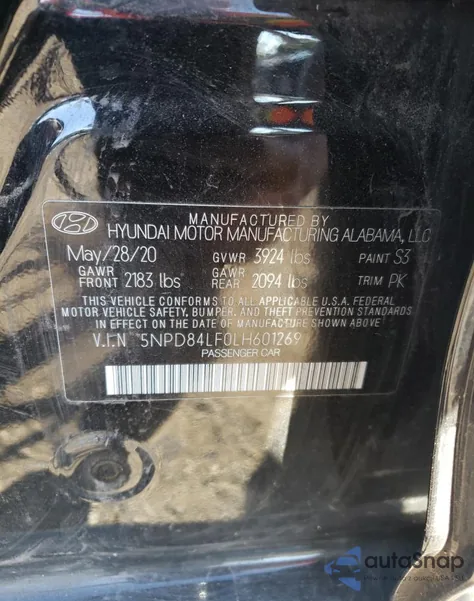 MANUFACTURED BY
HYUNDAI MOTOR MANUFACTURING ALABAMA, LLC
May/28/20 GVWR 3924 lbs PAINT S3
GAWR FRONT 2183 lbs GAWR REAR 2094 lbs TRIM PK
THIS VEHICLE CONFORMS TO ALL APPLICABLE U.S.A. FEDERAL
MOTOR VEHICLE SAFETY, BUMPER, AND THEFT PREVENTION STANDARDS
IN EFFECT ON THE DATE OF MANUFACTURE SHOWN ABOVE.
V.I.N 5NPD84LF0LH601269
PASSENGER CAR
autoSnap